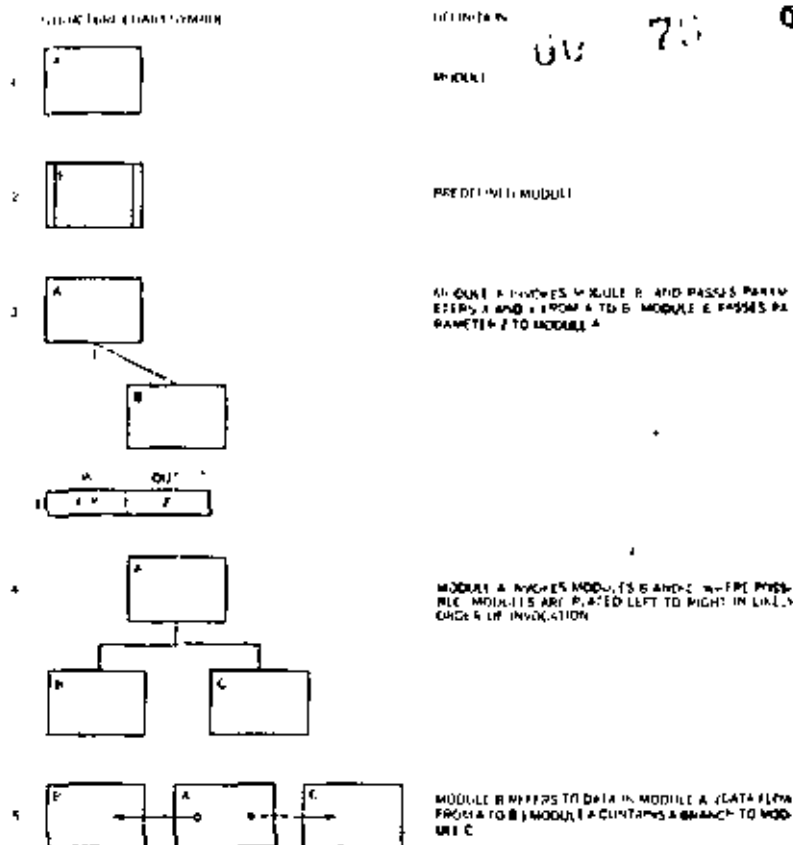 STRUCTURE CHART SYMBOL DEFINITION
75
1 MODULE
A
2 PREDEFINED MODULE
3 A
MODULE A INVOKES MODULE B AND PASSES PARAM
ETERS X AND Y FROM A TO B MODULE B PASSES PA
RAMETER Z TO MODULE A
1
B
IN OUT
1 X Y Z
4 A
MODULE A INVOKES MODULES B AND C WHERE POSSI
BLE MODULES ARE PLACED LEFT TO RIGHT IN LIKELY
ORDER OF INVOCATION
B C
5 B A C
MODULE B REFERS TO DATA IN MODULE A (DATA FLOW
FROM A TO B) MODULE A CONTAINS A BRANCH TO MOD
ULE C